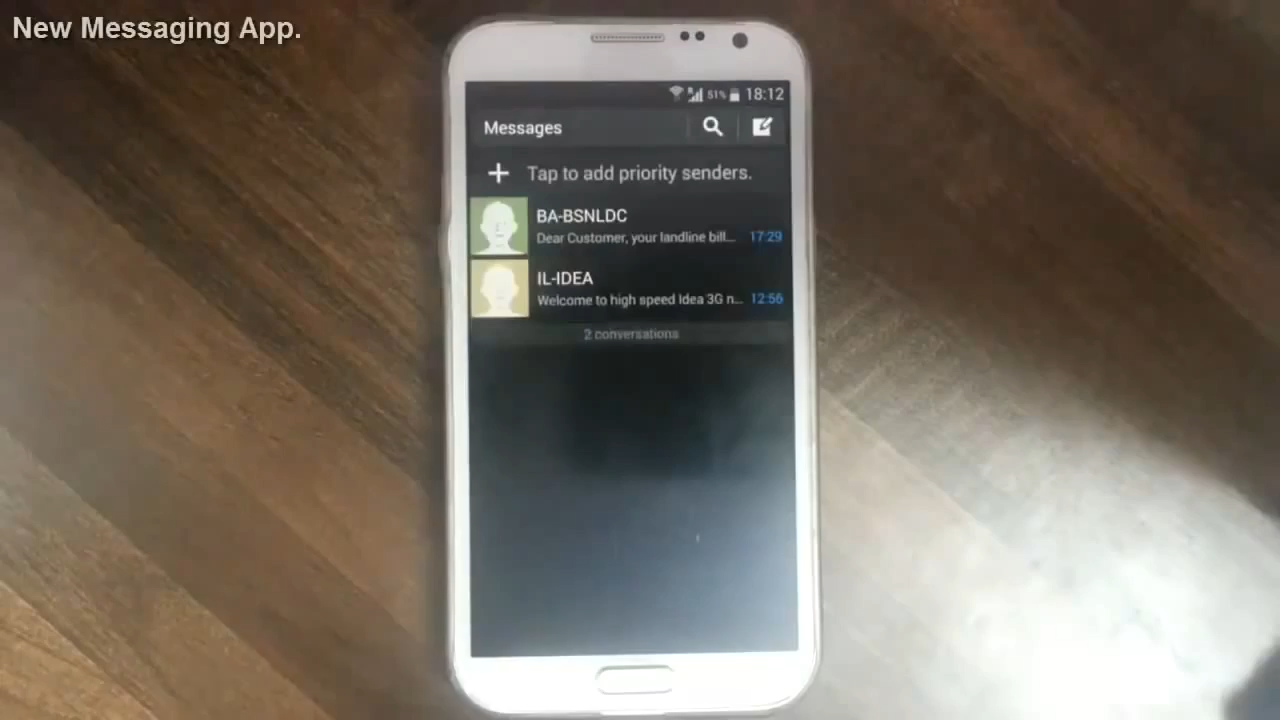 New Messaging App.
51% 18:12
Messages
Tap to add priority senders.
BA-BSNLDC
Dear Customer, your landline bill... 17:29
IL-IDEA
Welcome to high speed Idea 3G n... 12:56
2 conversations